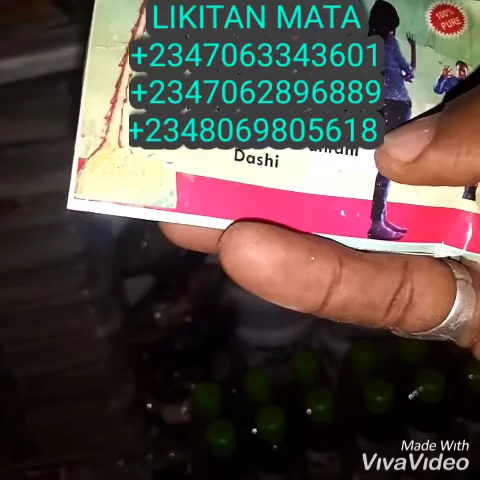 LIKITAN MATA
100%
PURE
+2347063343601
+2347062896889
+2348069805618
Dashi
Made With
VivaVideo